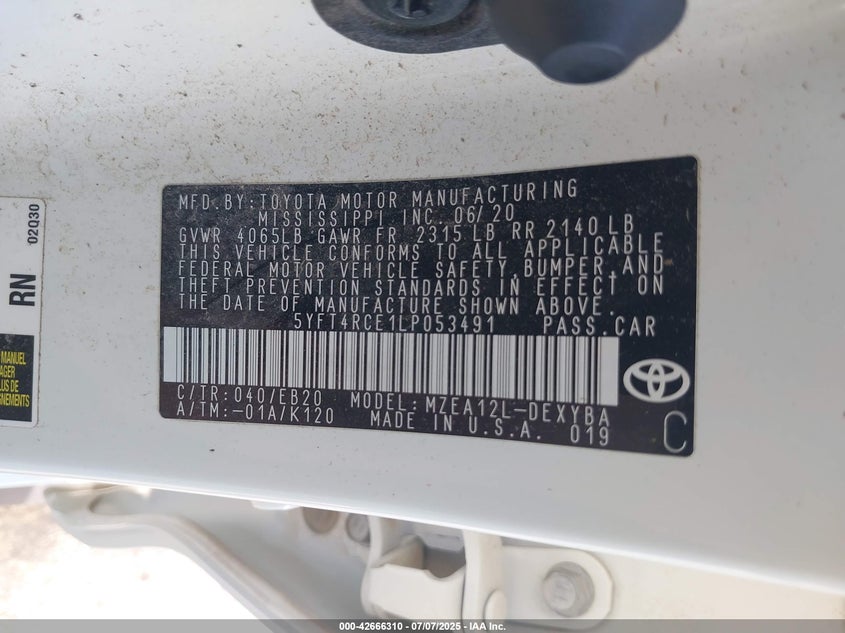 MFD. BY: TOYOTA MOTOR MANUFACTURING
MISSISSIPPI INC. 06/20
GVWR 4065LB GAWR FR 2315 LB RR 2140 LB
THIS VEHICLE CONFORMS TO ALL APPLICABLE
FEDERAL MOTOR VEHICLE SAFETY, BUMPER, AND
THEFT PREVENTION STANDARDS IN EFFECT ON
THE DATE OF MANUFACTURE SHOWN ABOVE.
5YFT4RCE1LP053491 PASS.CAR
C/TR: 040/EB20 MODEL: MZEA12L-DEXYBA
A/TM: -01A/K120 MADE IN U.S.A. 019
C
RN 02Q30
MANUEL
000-42666310 - 07/07/2025 - IAA Inc.